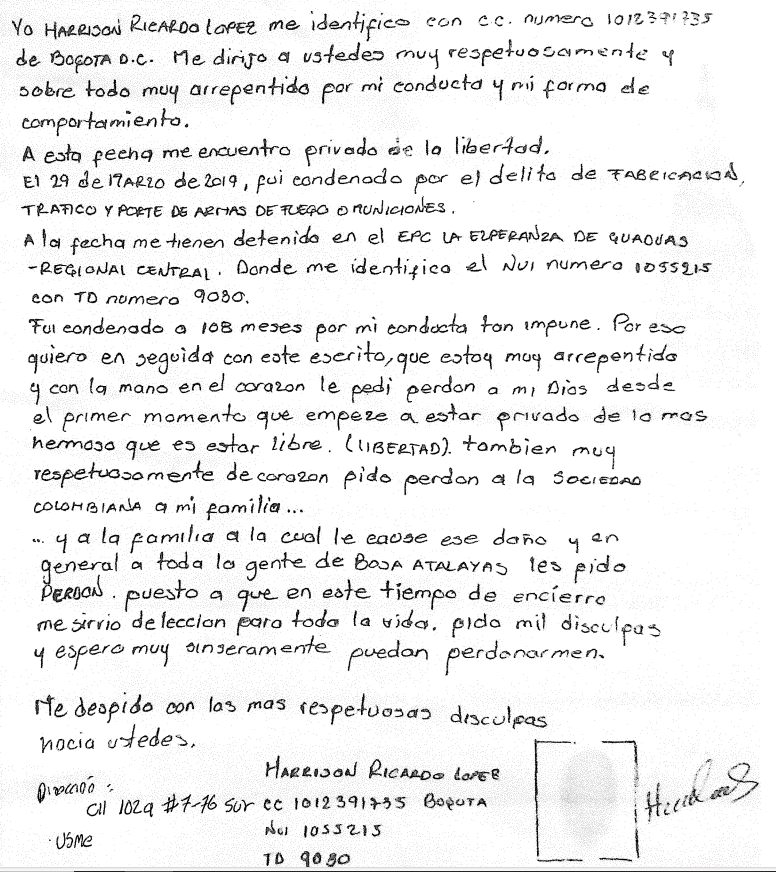 Yo HARRISON RICARDO LOPEZ me identifico con c.c. numero 1012391735
de BOGOTA D.C. Me dirijo a ustedes muy respetuosamente y
sobre todo muy arrepentido por mi conducta y mi forma de
comportamiento.
A esta fecha me encuentro privado de la libertad.
El 29 de MARZO de 2019, fui condenado por el delito de FABRICACION,
TRAFICO Y PORTE DE ARMAS DE FUEGO O MUNICIONES.
A la fecha me tienen detenido en el EPC LA ESPERANZA DE GUADUAS
-REGIONAL CENTRAL. Donde me identifico el NUI numero 1055215
con TD numero 9080.
Fui condenado a 108 meses por mi conducta tan impune. Por eso
quiero en seguida con este escrito, que estoy muy arrepentido
y con la mano en el corazon le pedi perdon a mi Dios desde
el primer momento que empeze a estar privado de lo mas
hermoso que es estar libre. (LIBERTAD). tambien muy
respetuosamente de corazon pido perdon a la SOCIEDAD
COLOMBIANA a mi familia...
... y a la familia a la cual le cause ese daño y en
general a toda la gente de BOSA ATALAYAS les pido
PERDON. puesto a que en este tiempo de encierro
me sirvio de leccion para toda la vida. pido mil disculpas
y espero muy sinseramente puedan perdonarmen.
Me despido con las mas respetuosas disculpas
hacia ustedes.
HARRISON RICARDO LOPEZ
Cll 102a #7-76 Sur CC 1012391735 BOGOTA
NUI 1055215
USME
TD 9080